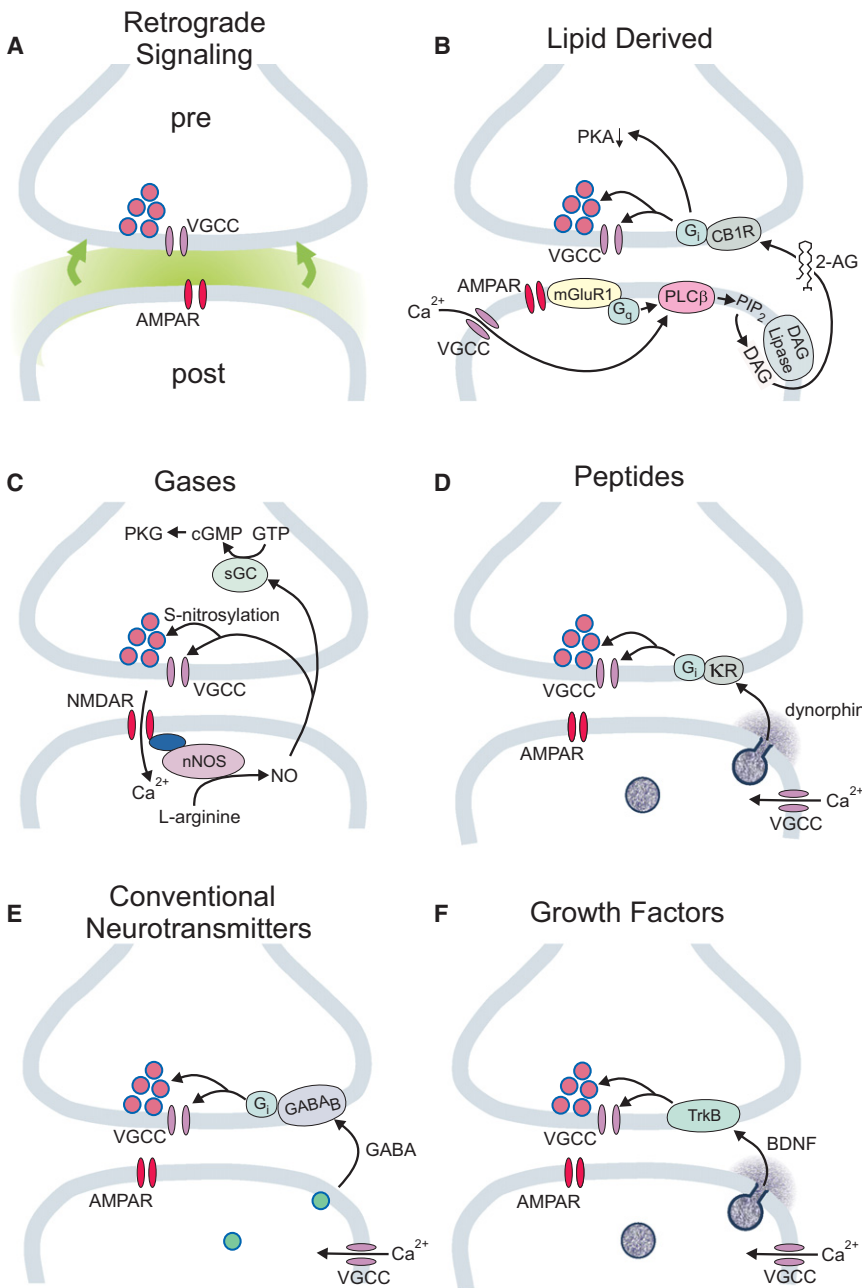 A
Retrograde
Signaling
pre
VGCC
AMPAR
post
B
Lipid Derived
PKA↓
Gi
CB1R
VGCC
2-AG
AMPAR
mGluR1
Gq
PLCβ
PIP2
Ca2+
VGCC
DAG
Lipase
DAG
C
Gases
PKG
cGMP
GTP
sGC
S-nitrosylation
VGCC
NMDAR
nNOS
Ca2+
NO
L-arginine
D
Peptides
Gi
κR
VGCC
dynorphin
AMPAR
Ca2+
VGCC
E
Conventional
Neurotransmitters
Gi
GABAB
VGCC
GABA
AMPAR
Ca2+
VGCC
F
Growth Factors
TrkB
VGCC
BDNF
AMPAR
Ca2+
VGCC